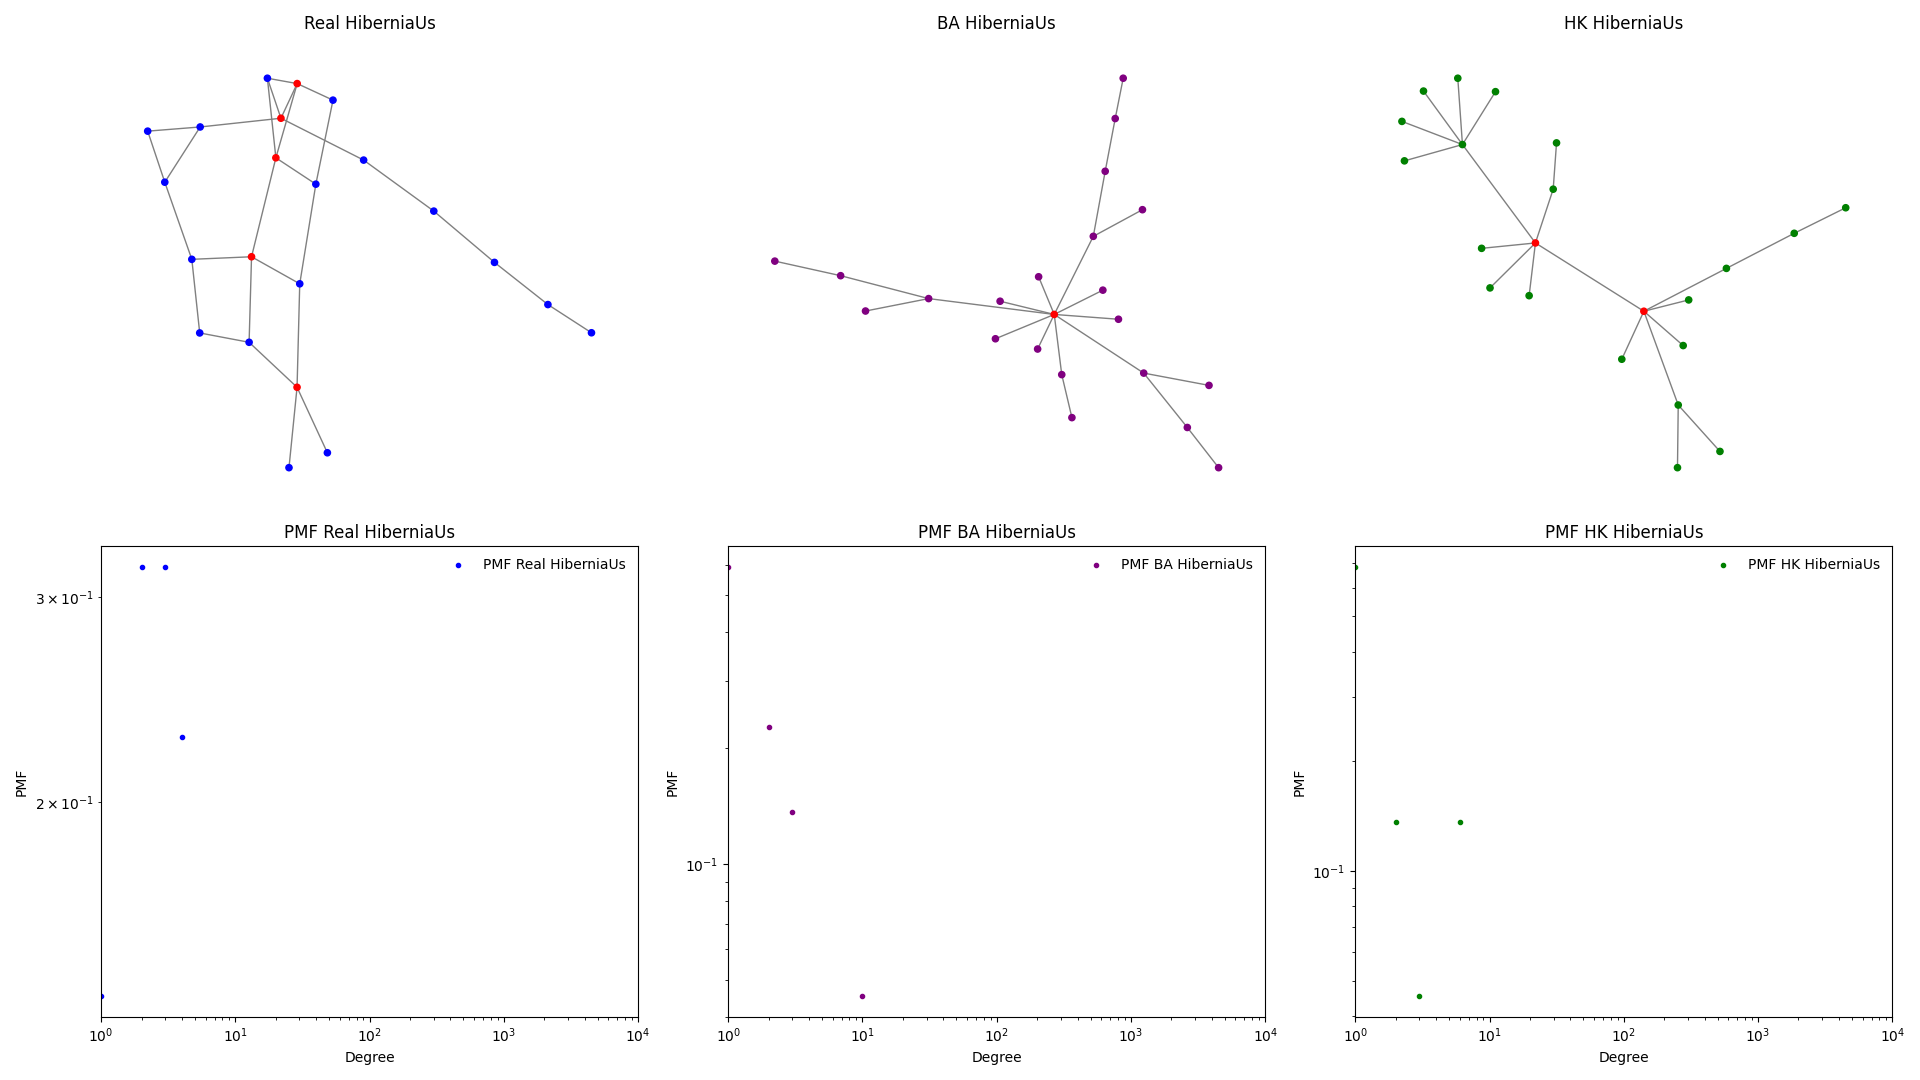 Real HiberniaUs
BA HiberniaUs
HK HiberniaUs
PMF Real HiberniaUs
PMF Real HiberniaUs
3 × 10⁻¹
2 × 10⁻¹
PMF
10⁰ 10¹ 10² 10³ 10⁴
Degree
PMF BA HiberniaUs
PMF BA HiberniaUs
10⁻¹
PMF
10⁰ 10¹ 10² 10³ 10⁴
Degree
PMF HK HiberniaUs
PMF HK HiberniaUs
10⁻¹
PMF
10⁰ 10¹ 10² 10³ 10⁴
Degree